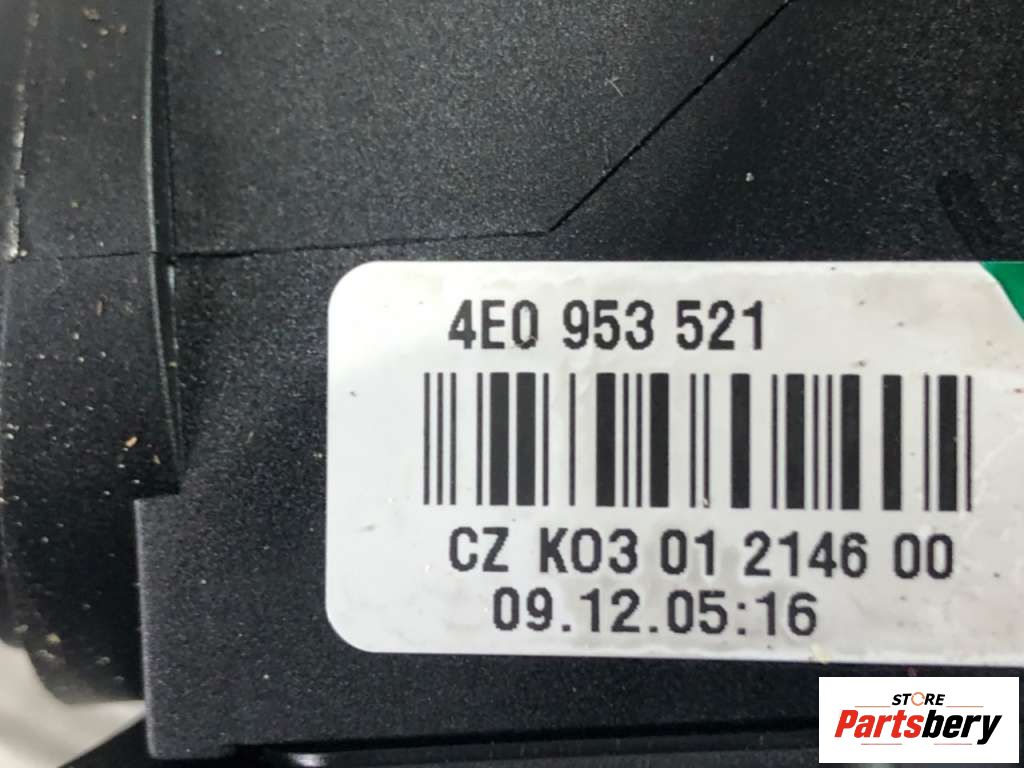 4E0 953 521
CZ K03 01 2146 00
09.12.05:16
STORE
Partsbery